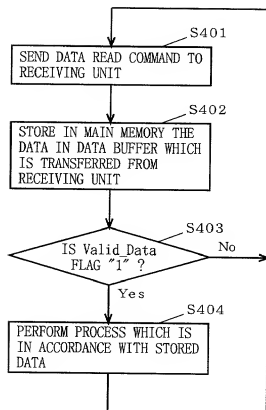 S401
SEND DATA READ COMMAND TO
RECEIVING UNIT
S402
STORE IN MAIN MEMORY THE
DATA IN DATA BUFFER WHICH
IS TRANSFERRED FROM
RECEIVING UNIT
S403
IS Valid_Data
FLAG "1" ?
No
Yes
S404
PERFORM PROCESS WHICH IS
IN ACCORDANCE WITH STORED
DATA